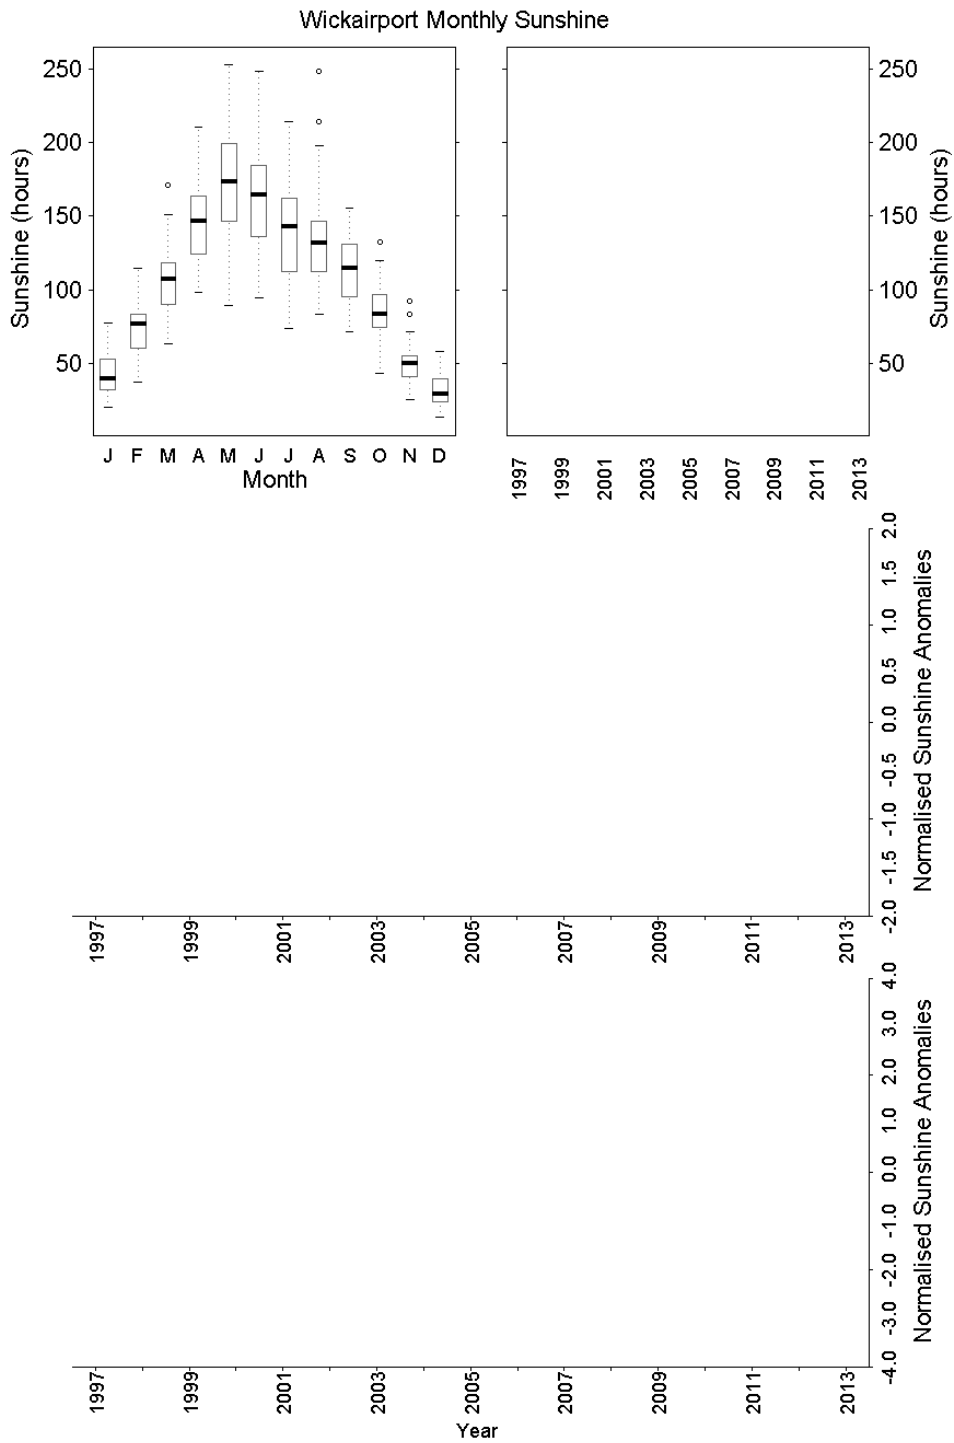 Wickairport Monthly Sunshine
250
200
150
100
50
Sunshine (hours)
J F M A M J J A S O N D
Month
250
200
150
100
50
Sunshine (hours)
1997 1999 2001 2003 2005 2007 2009 2011 2013
2.0
1.5
1.0
0.5
0.0
-0.5
-1.0
-1.5
-2.0
Normalised Sunshine Anomalies
1997 1999 2001 2003 2005 2007 2009 2011 2013
4.0
3.0
2.0
1.0
0.0
-1.0
-2.0
-3.0
-4.0
Normalised Sunshine Anomalies
1997 1999 2001 2003 2005 2007 2009 2011 2013
Year